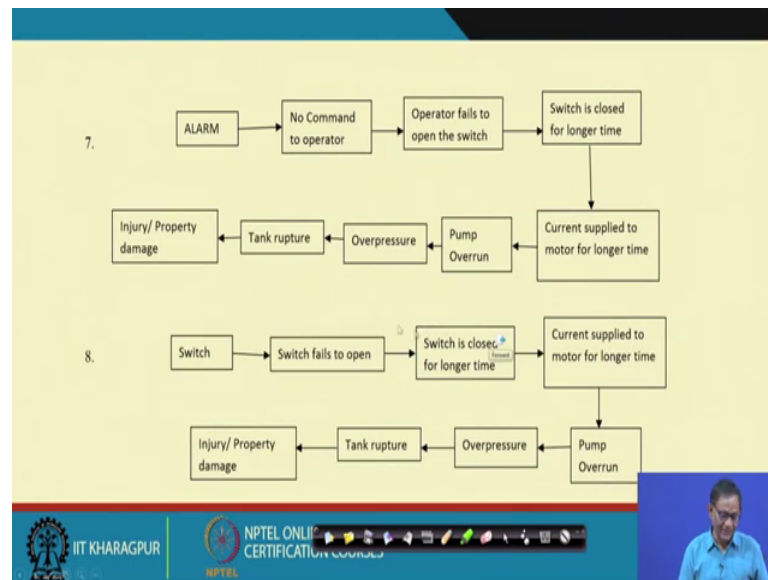 7.
ALARM
No Command
to operator
Operator fails to
open the switch
Switch is closed
for longer time
Injury/ Property
damage
Tank rupture
Overpressure
Pump
Overrun
Current supplied to
motor for longer time
8.
Switch
Switch fails to open
Switch is closed
for longer time
Forward
Current supplied to
motor for longer time
Injury/ Property
damage
Tank rupture
Overpressure
Pump
Overrun
IIT KHARAGPUR
NPTEL
NPTEL ONLI
CERTIFICATION COURSES